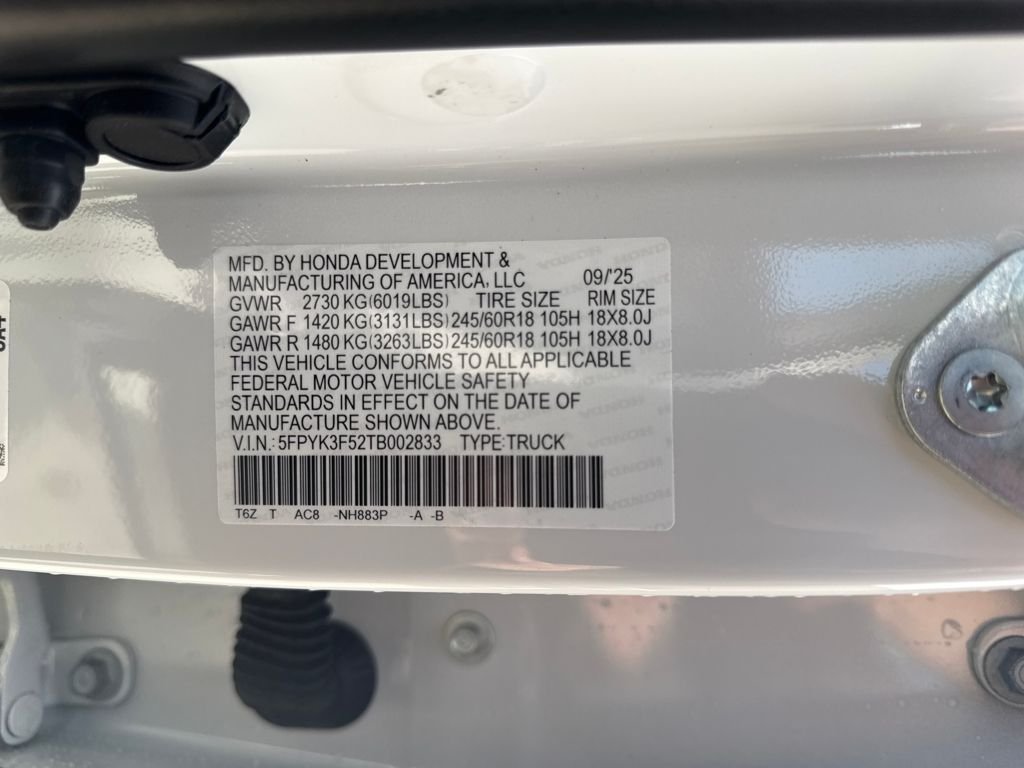 MFD. BY HONDA DEVELOPMENT &
MANUFACTURING OF AMERICA, LLC 09/'25
GVWR 2730 KG(6019LBS) TIRE SIZE RIM SIZE
GAWR F 1420 KG(3131LBS) 245/60R18 105H 18X8.0J
GAWR R 1480 KG(3263LBS) 245/60R18 105H 18X8.0J
THIS VEHICLE CONFORMS TO ALL APPLICABLE
FEDERAL MOTOR VEHICLE SAFETY
STANDARDS IN EFFECT ON THE DATE OF
MANUFACTURE SHOWN ABOVE.
V.I.N.: 5FPYK3F52TB002833 TYPE:TRUCK
T6Z T AC8 -NH883P -A -B